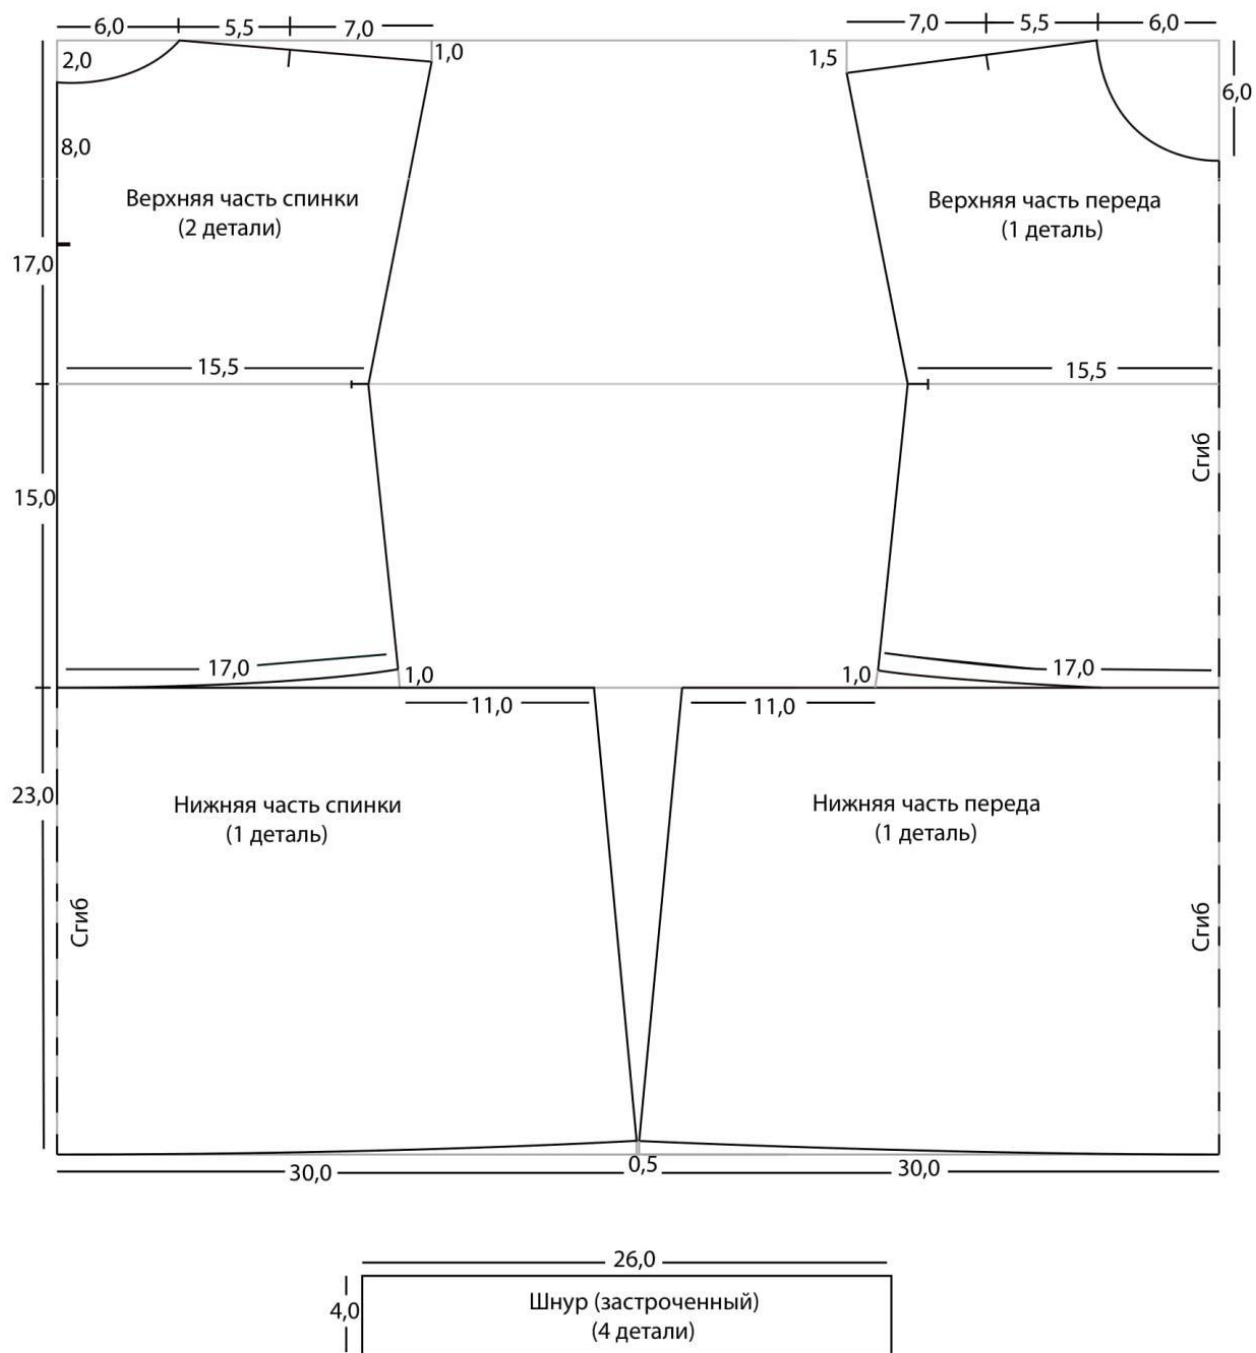 6,0 5,5 7,0 7,0 5,5 6,0
2,0 1,0 1,5
6,0
8,0
Верхняя часть спинки
(2 детали)
Верхняя часть переда
(1 деталь)
17,0
15,5 15,5
Сгиб
15,0
17,0 1,0 1,0 17,0
11,0 11,0
23,0
Нижняя часть спинки
(1 деталь)
Нижняя часть переда
(1 деталь)
Сгиб Сгиб
30,0 0,5 30,0
26,0
4,0
Шнур (застроченный)
(4 детали)